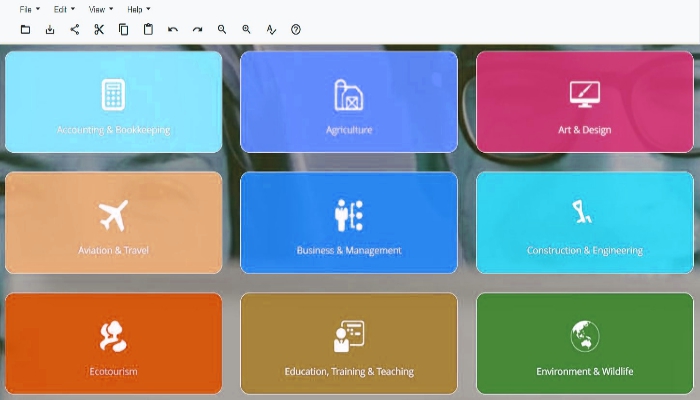 File Edit View Help
Accounting & Bookkeeping
Agriculture
Art & Design
Aviation & Travel
Business & Management
Construction & Engineering
Ecotourism
Education, Training & Teaching
Environment & Wildlife